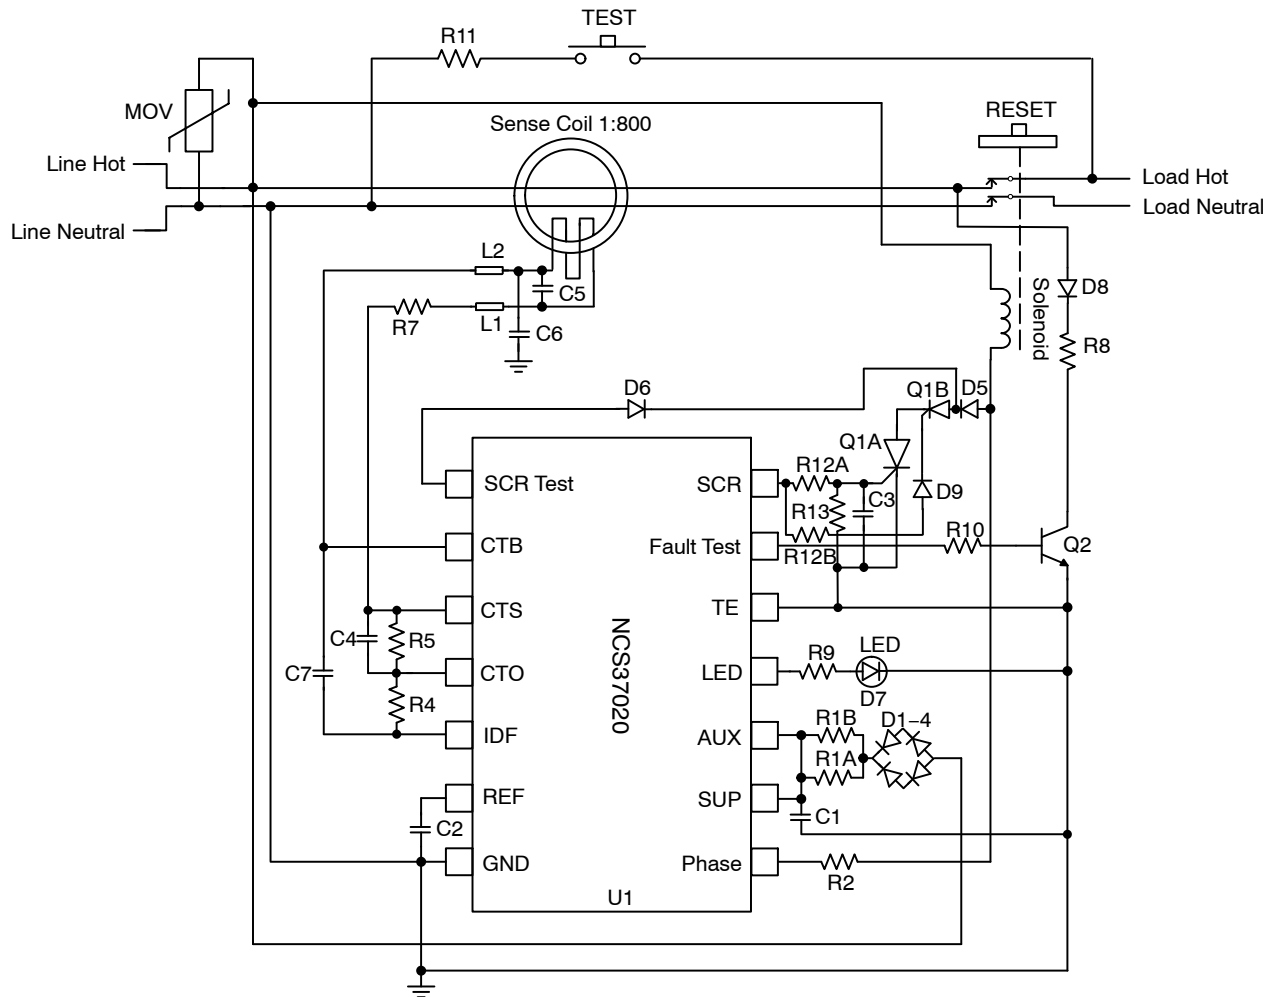 TEST
R11
MOV
RESET
Sense Coil 1:800
Line Hot
Load Hot
Load Neutral
Line Neutral
L2
C5
Solenoid
D8
R7
L1
C6
R8
D6
Q1B
D5
Q1A
R12A
SCR Test
SCR
C3
D9
R13
CTB
Fault Test
R12B
R10
Q2
CTS
TE
NCS37020
C4
R5
LED
R9
C7
CTO
LED
D7
R4
R1B
D1–4
IDF
AUX
R1A
REF
SUP
C1
C2
GND
Phase
R2
U1